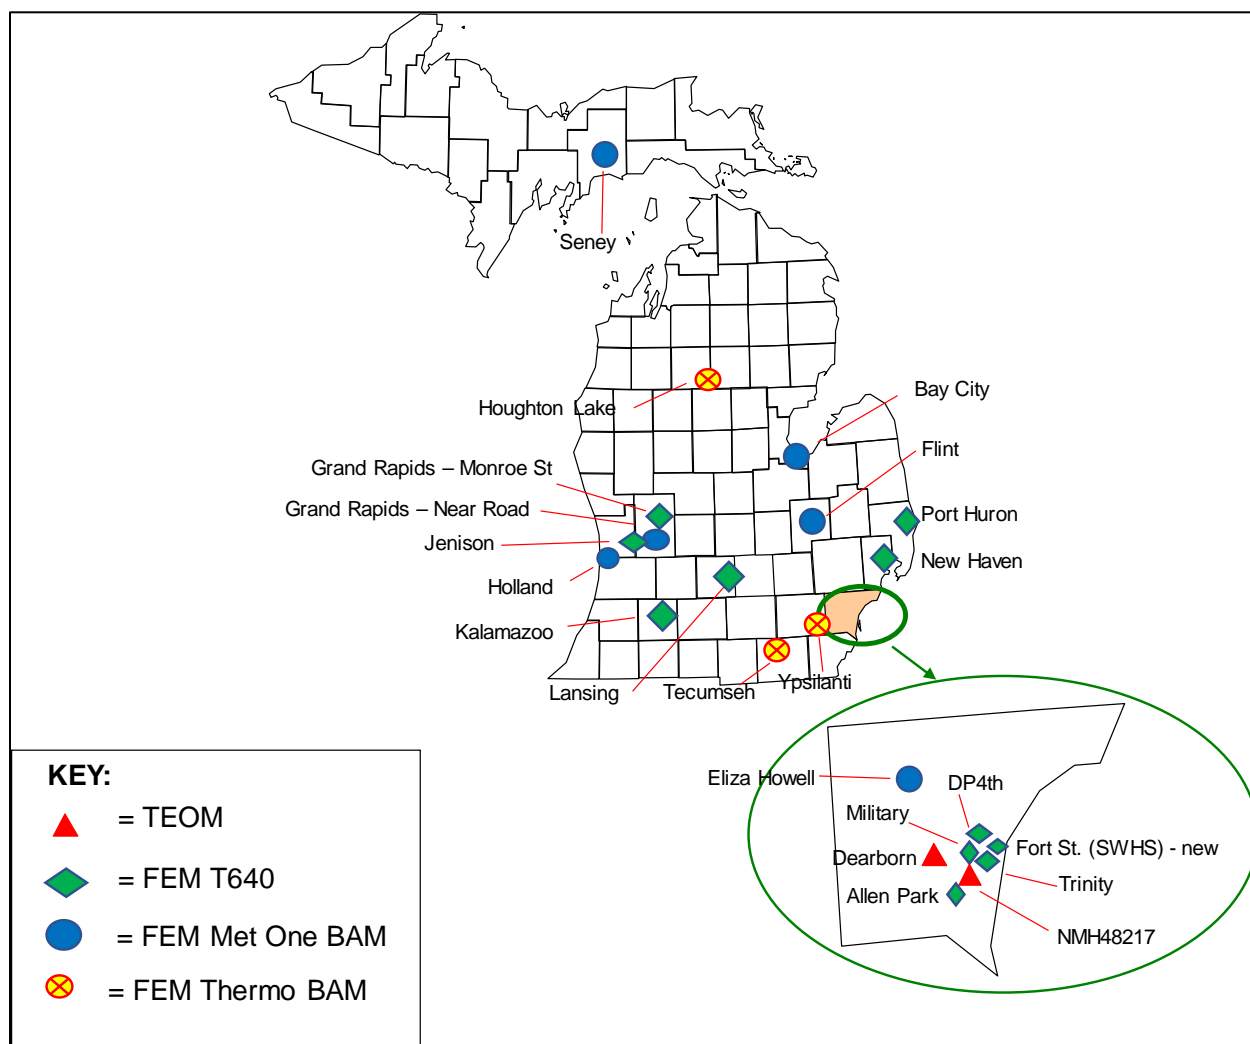 Seney
Houghton Lake
Bay City
Flint
Grand Rapids – Monroe St
Grand Rapids – Near Road
Jenison
Holland
Port Huron
New Haven
Kalamazoo
Lansing
Tecumseh
Ypsilanti
Eliza Howell
DP4th
Military
Dearborn
Fort St. (SWHS) - new
Allen Park
Trinity
NMH48217
KEY:
= TEOM
= FEM T640
= FEM Met One BAM
= FEM Thermo BAM